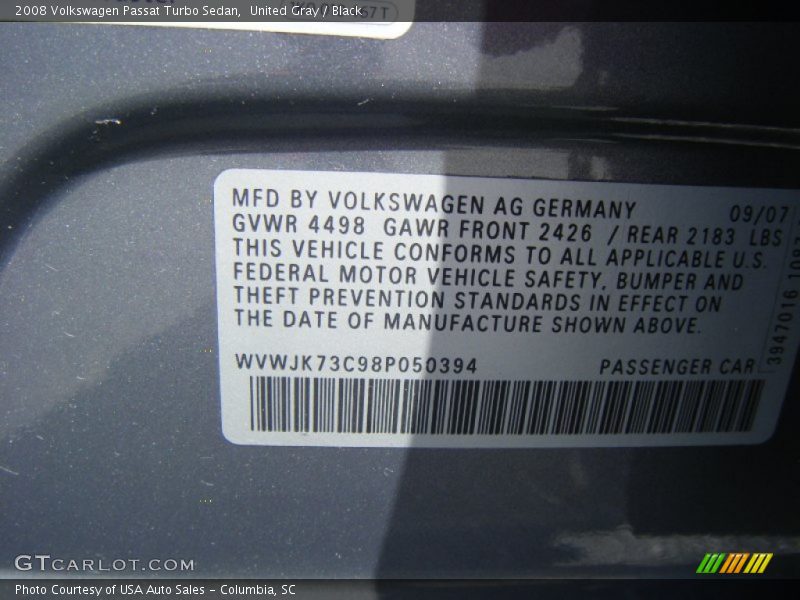 2008 Volkswagen Passat Turbo Sedan, United Gray / Black
MFD BY VOLKSWAGEN AG GERMANY 09/07
GVWR 4498 GAWR FRONT 2426 / REAR 2183 LBS
THIS VEHICLE CONFORMS TO ALL APPLICABLE U.S.
FEDERAL MOTOR VEHICLE SAFETY, BUMPER AND
THEFT PREVENTION STANDARDS IN EFFECT ON
THE DATE OF MANUFACTURE SHOWN ABOVE.
WVWJK73C98P050394 PASSENGER CAR
3947016
GTCARLOT.COM
Photo Courtesy of USA Auto Sales - Columbia, SC